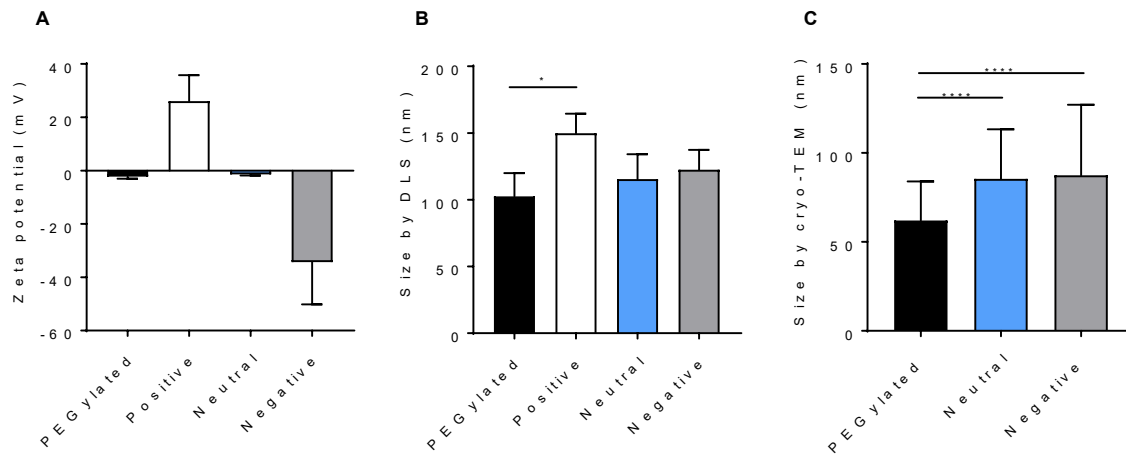 A
Zeta potential (mV)
40
20
0
-20
-40
-60
PEGylated
Positive
Neutral
Negative
B
Size by DLS (nm)
200
150
100
50
0
*
PEGylated
Positive
Neutral
Negative
C
Size by cryo-TEM (nm)
150
100
50
0
****
****
PEGylated
Neutral
Negative